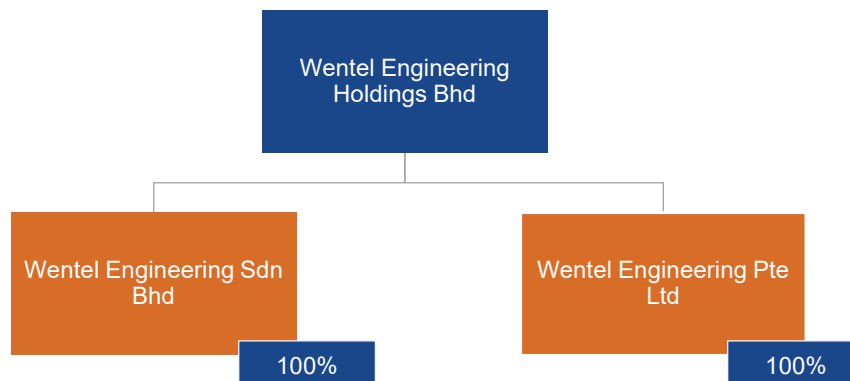 Wentel Engineering
Holdings Bhd
Wentel Engineering Sdn
Bhd
100%
Wentel Engineering Pte
Ltd
100%